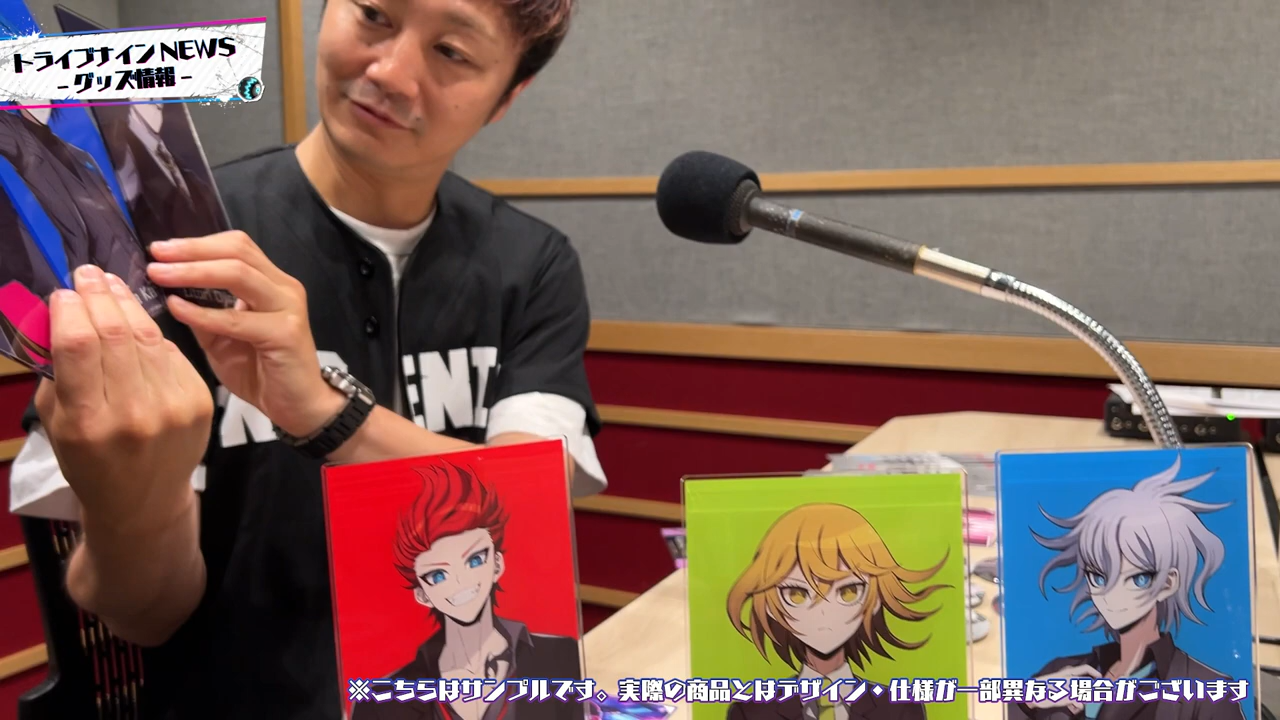 トライブナインNEWS
-グッズ情報-
※こちらはサンプルです。実際の商品とはデザイン・仕様が一部異なる場合がございます